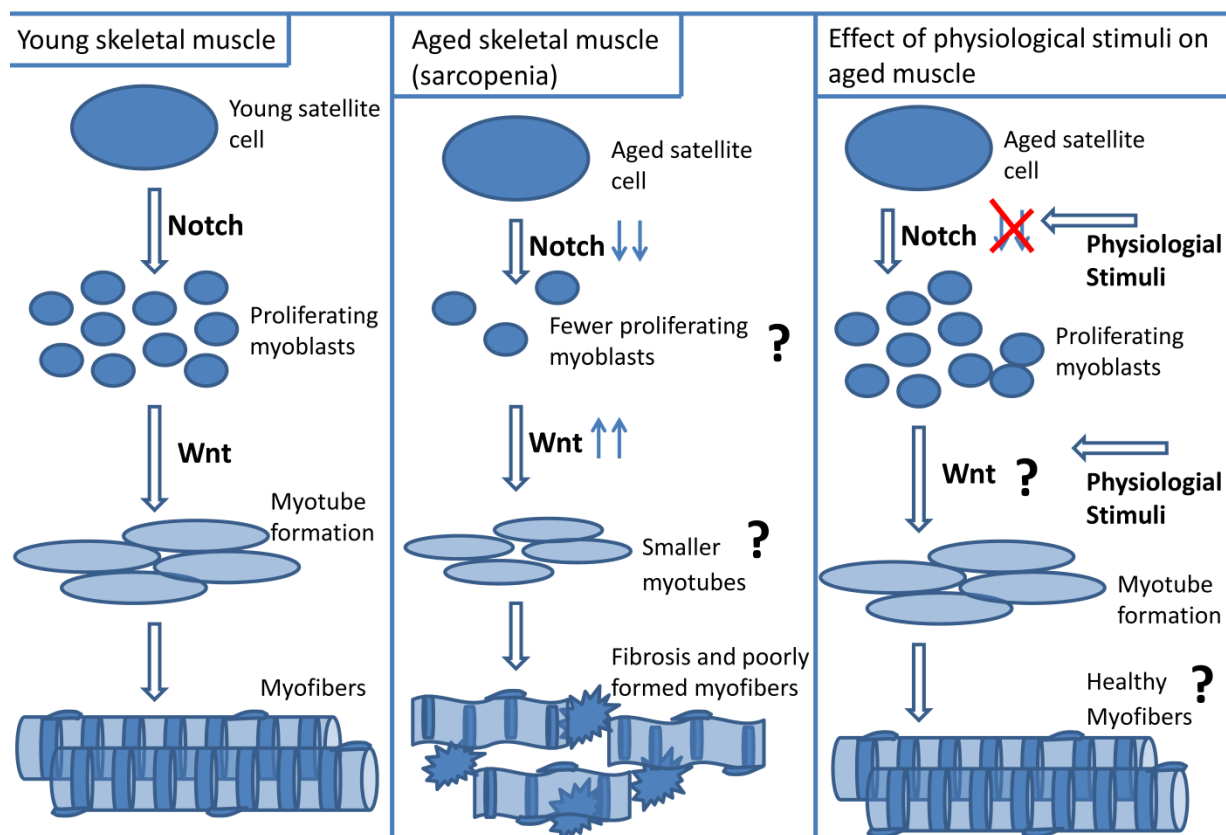 Young skeletal muscle
Young satellite
cell
Notch
Proliferating
myoblasts
Wnt
Myotube
formation
Myofibers
Aged skeletal muscle
(sarcopenia)
Aged satellite
cell
Notch ↓↓
Fewer proliferating
myoblasts ?
Wnt ↑↑
Smaller ?
myotubes
Fibrosis and poorly
formed myofibers
Effect of physiological stimuli on
aged muscle
Aged satellite
cell
Notch ↓↓
Physiologial
Stimuli
Proliferating
myoblasts
Wnt ?
Physiologial
Stimuli
Myotube
formation
Healthy ?
Myofibers